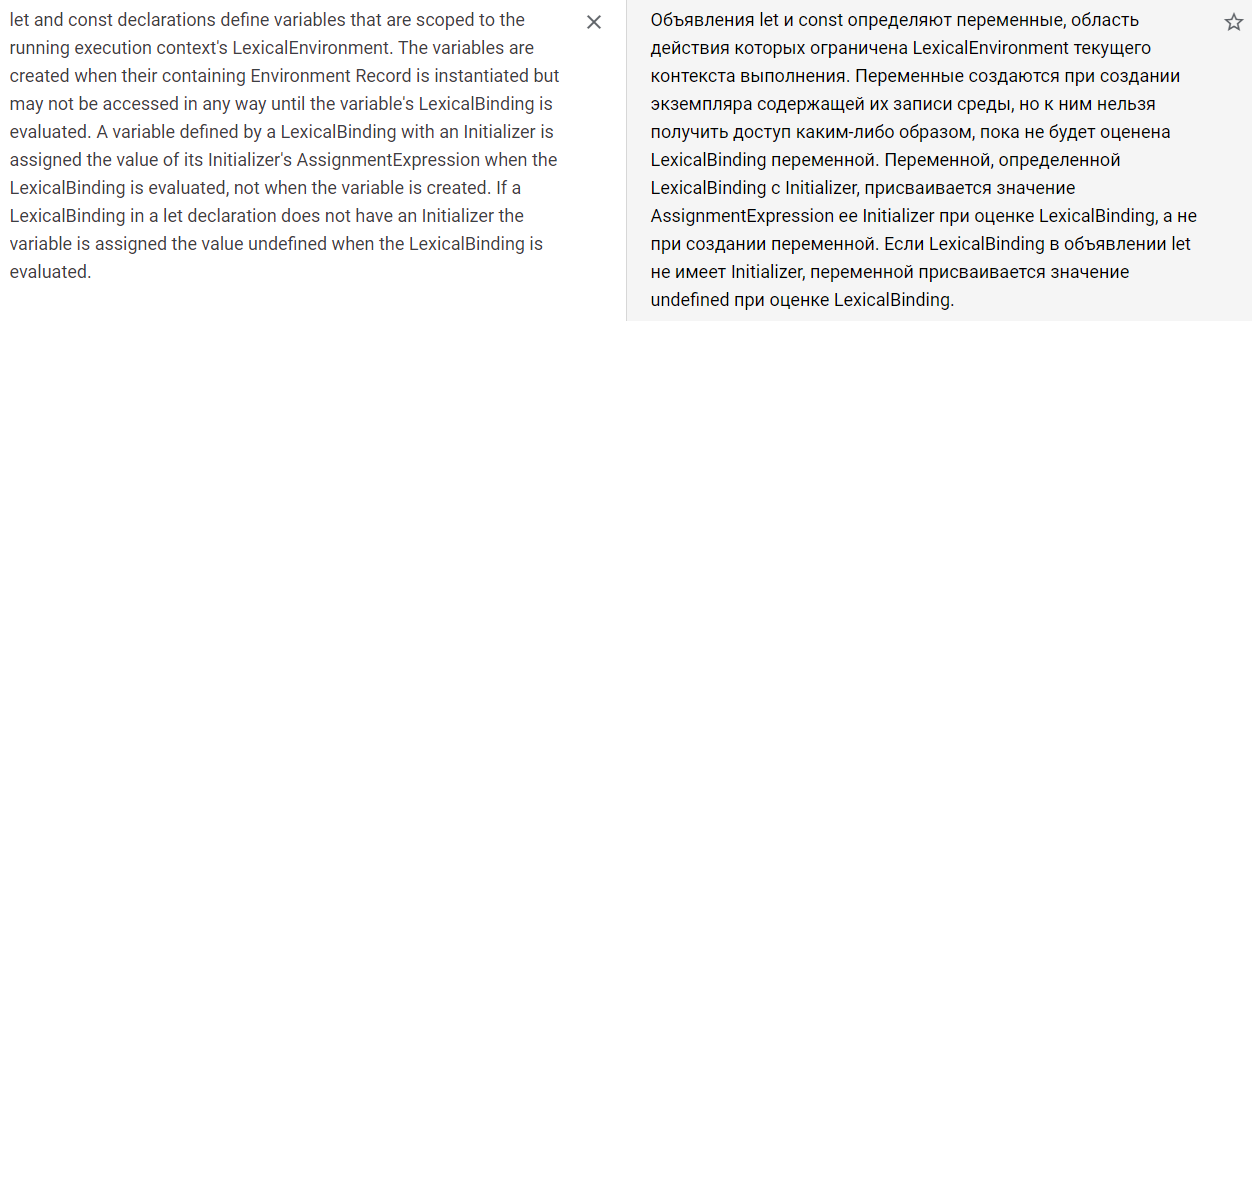 let and const declarations define variables that are scoped to the
running execution context's LexicalEnvironment. The variables are
created when their containing Environment Record is instantiated but
may not be accessed in any way until the variable's LexicalBinding is
evaluated. A variable defined by a LexicalBinding with an Initializer is
assigned the value of its Initializer's AssignmentExpression when the
LexicalBinding is evaluated, not when the variable is created. If a
LexicalBinding in a let declaration does not have an Initializer the
variable is assigned the value undefined when the LexicalBinding is
evaluated.
Объявления let и const определяют переменные, область
действия которых ограничена LexicalEnvironment текущего
контекста выполнения. Переменные создаются при создании
экземпляра содержащей их записи среды, но к ним нельзя
получить доступ каким-либо образом, пока не будет оценена
LexicalBinding переменной. Переменной, определенной
LexicalBinding с Initializer, присваивается значение
AssignmentExpression ее Initializer при оценке LexicalBinding, а не
при создании переменной. Если LexicalBinding в объявлении let
не имеет Initializer, переменной присваивается значение
undefined при оценке LexicalBinding.